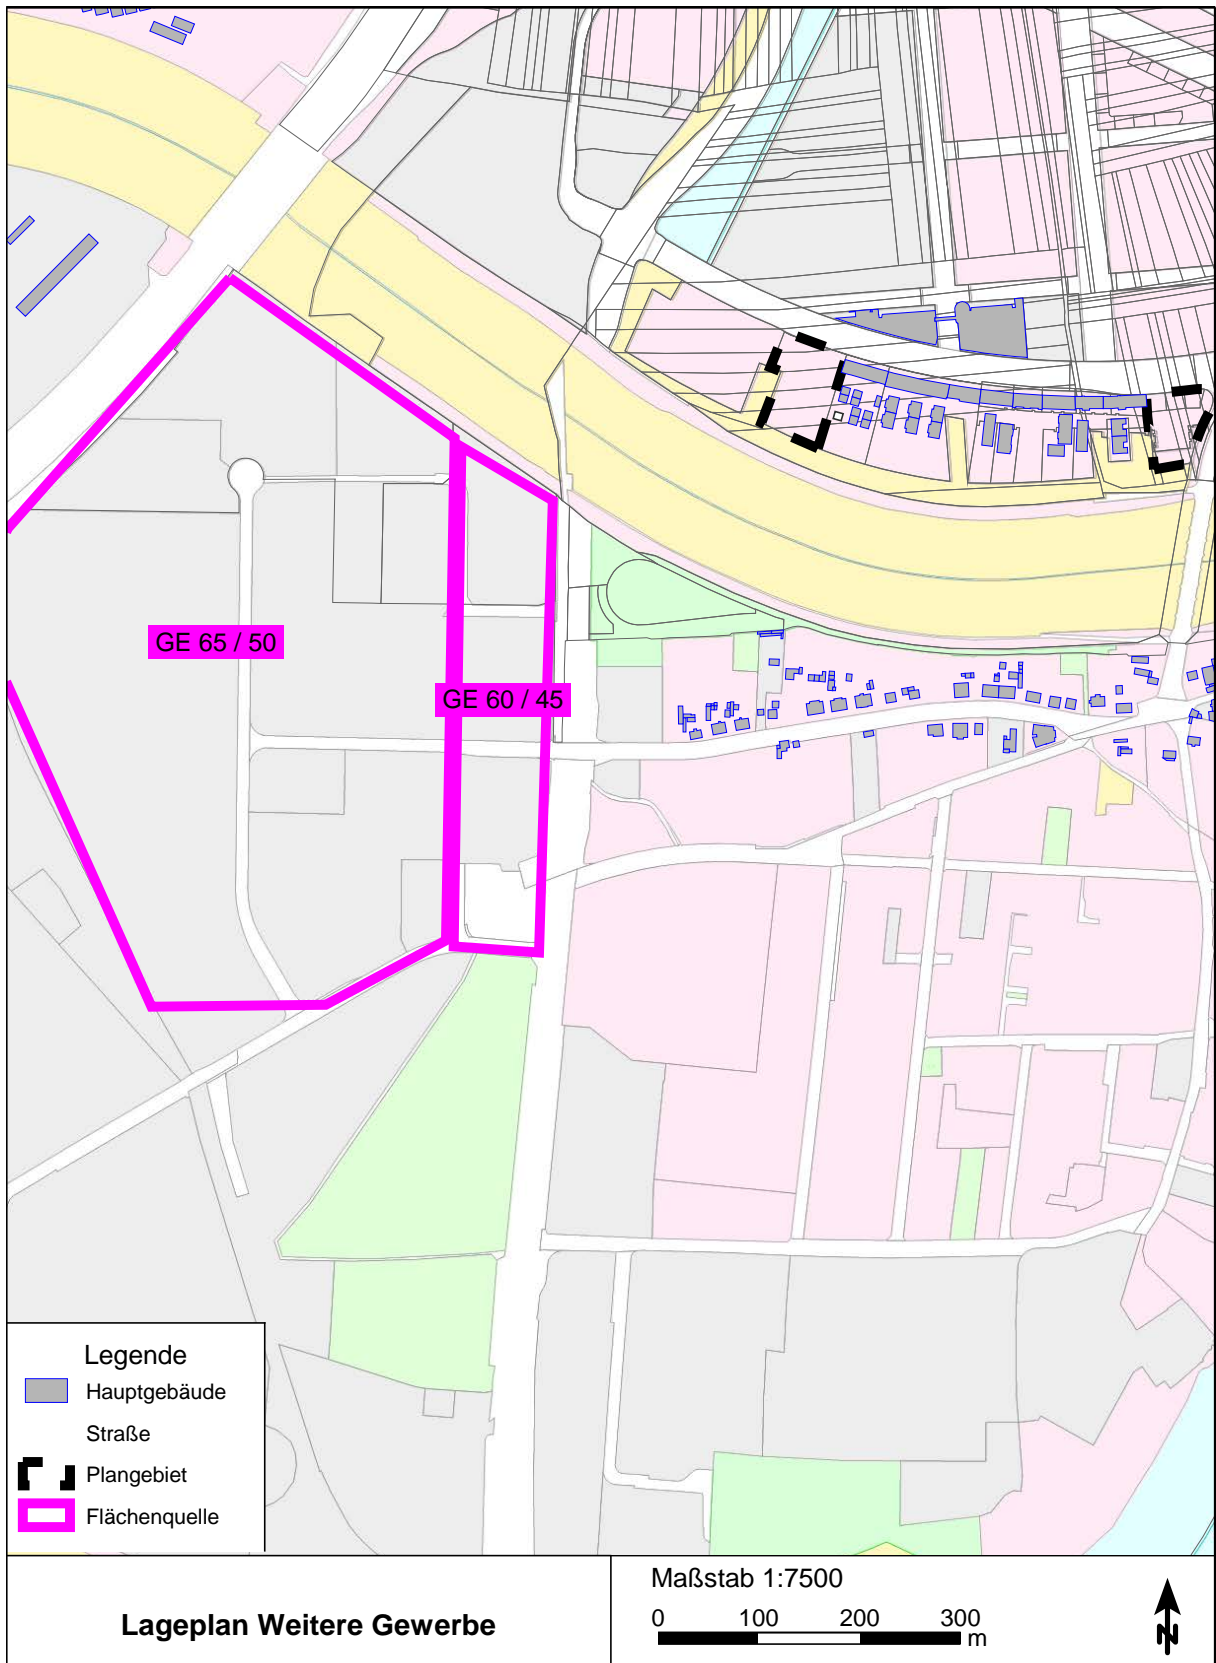 GE 65 / 50
GE 60 / 45
Legende
Hauptgebäude
Straße
Plangebiet
Flächenquelle
Lageplan Weitere Gewerbe
Maßstab 1:7500
0 100 200 300
m
N